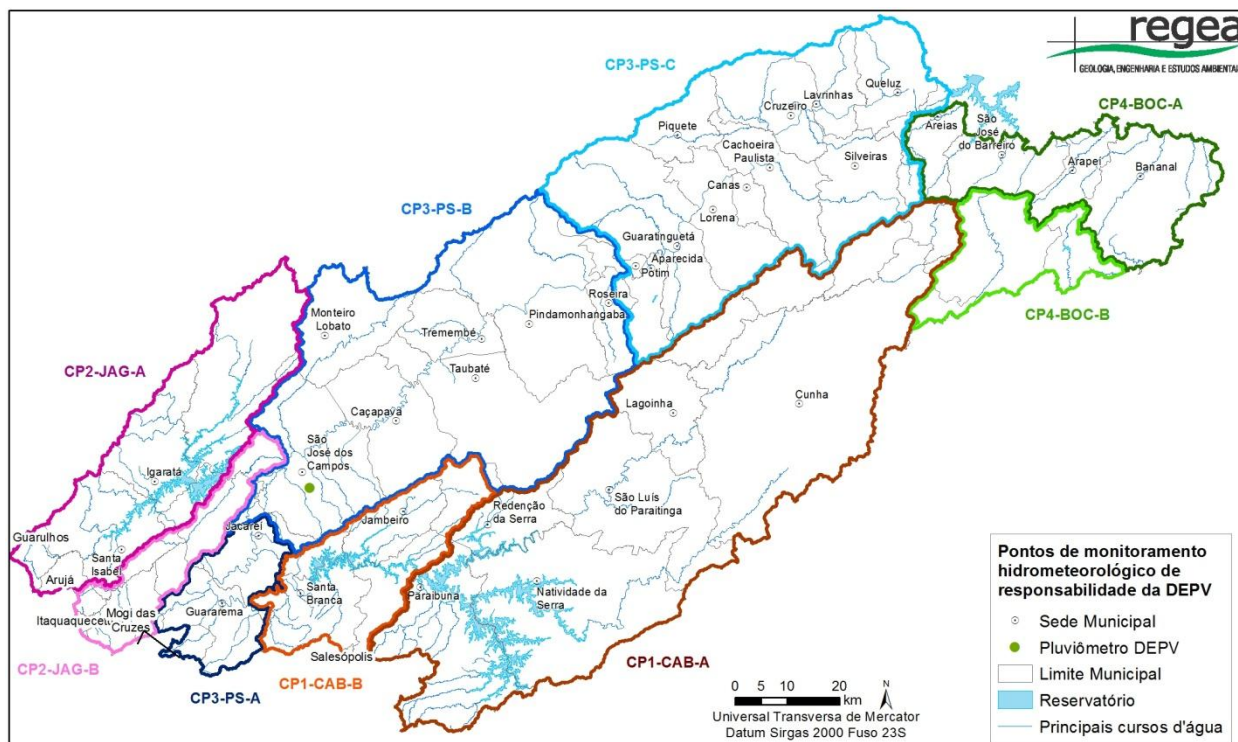 regea
GEOLOGIA, ENGENHARIA E ESTUDOS AMBIENTAI
CP3-PS-C
Queluz
Lavrinhas
Cruzeiro
CP4-BOC-A
Piquete
Areias
São
José
do Barreiro
Cachoeira
Paulista
Silveiras
Arapeí
Bananal
Canas
Lorena
CP3-PS-B
Guaratinguetá
Aparecida
Potim
Roseira
CP4-BOC-B
Monteiro
Lobato
Pindamonhangaba
Tremembé
CP2-JAG-A
Taubaté
Caçapava
Lagoinha
Cunha
São
José dos
Campos
Igaratá
São Luís
do Paraitinga
Redenção
da Serra
Jambeiro
Jacareí
Guarulhos
Santa
Isabel
Arujá
Santa
Branca
Paraibuna
Natividade
da Serra
Guararema
Mogi das
Cruzes
Salesópolis
CP2-JAG-B
CP3-PS-A
CP1-CAB-B
CP1-CAB-A
0 5 10 20
km
N
Universal Transversa de Mercator
Datum Sirgas 2000 Fuso 23S
Pontos de monitoramento
hidrometeorológico de
responsabilidade da DEPV
Sede Municipal
Pluviômetro DEPV
Limite Municipal
Reservatório
Principais cursos d'água